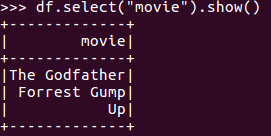 >>> df.select("movie").show()
+-------------+
|        movie|
+-------------+
|The Godfather|
| Forrest Gump|
|           Up|
+-------------+